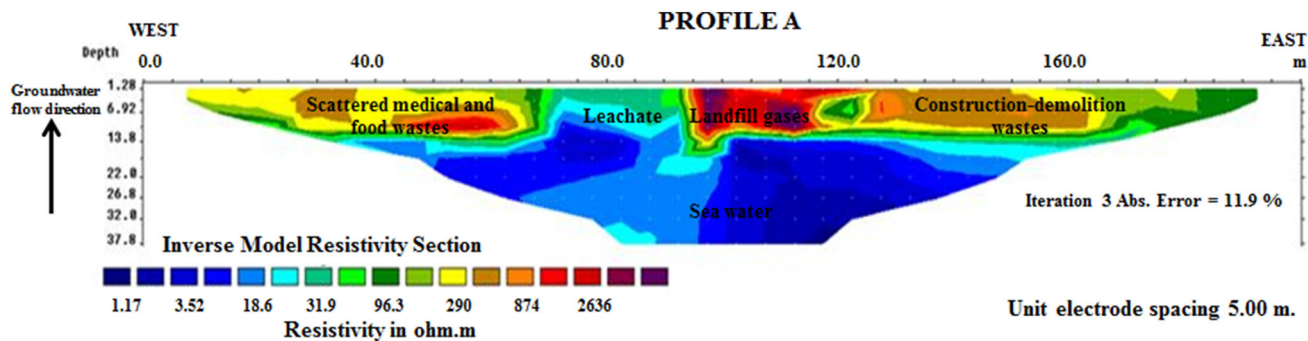 PROFILE A
WEST
EAST
Depth 0.0 40.0 80.0 120.0 160.0 m
Groundwater
flow direction
1.28
6.92
13.8
22.0
26.8
32.0
37.8
Scattered medical and
food wastes
Leachate
Landfill gases
Construction-demolition
wastes
Sea water
Iteration 3 Abs. Error = 11.9 %
Inverse Model Resistivity Section
1.17 3.52 18.6 31.9 96.3 290 874 2636
Resistivity in ohm.m
Unit electrode spacing 5.00 m.